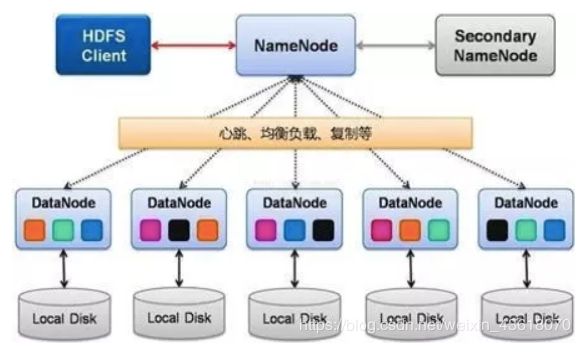 HDFS
Client
NameNode
Secondary
NameNode
心跳、均衡负载、复制等
DataNode
DataNode
DataNode
DataNode
DataNode
Local Disk
Local Disk
Local Disk
Local Disk
Local Disk
https://blog.csdn.net/weixin_43618070